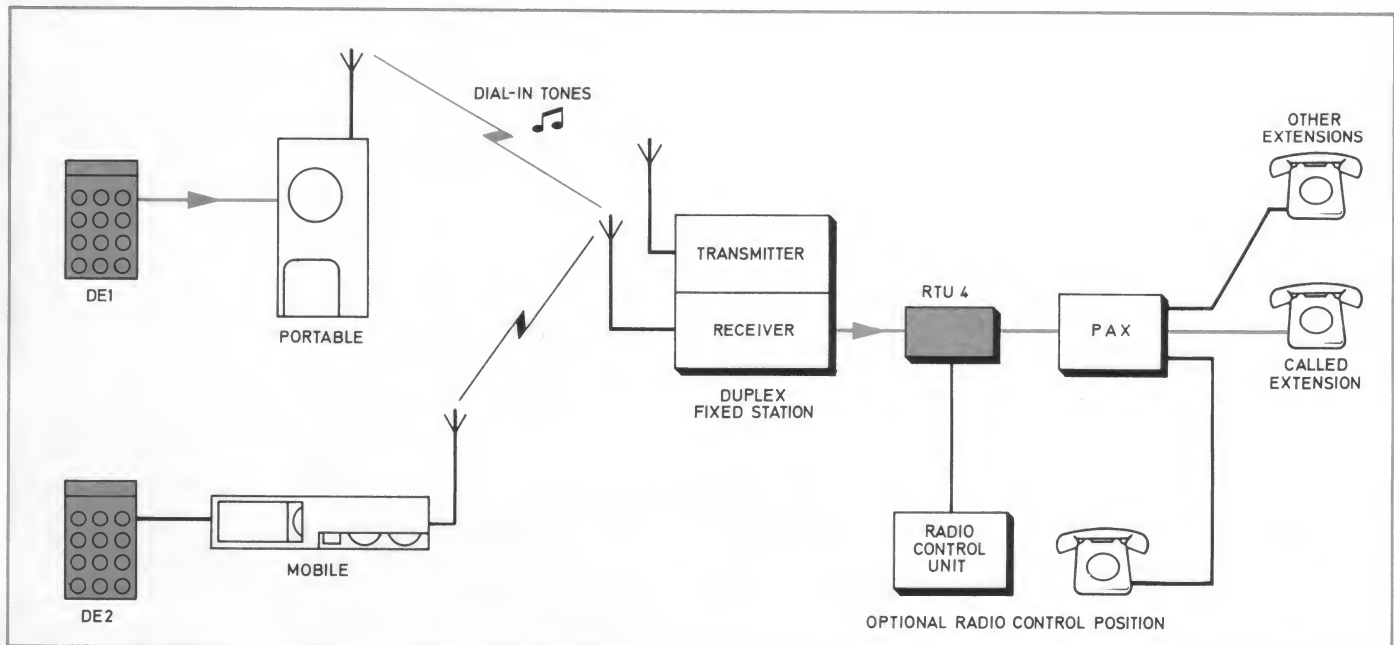 DIAL-IN TONES
OTHER
EXTENSIONS
DE1
PORTABLE
TRANSMITTER
RECEIVER
DUPLEX
FIXED STATION
RTU 4
PAX
CALLED
EXTENSION
DE2
MOBILE
RADIO
CONTROL
UNIT
OPTIONAL RADIO CONTROL POSITION